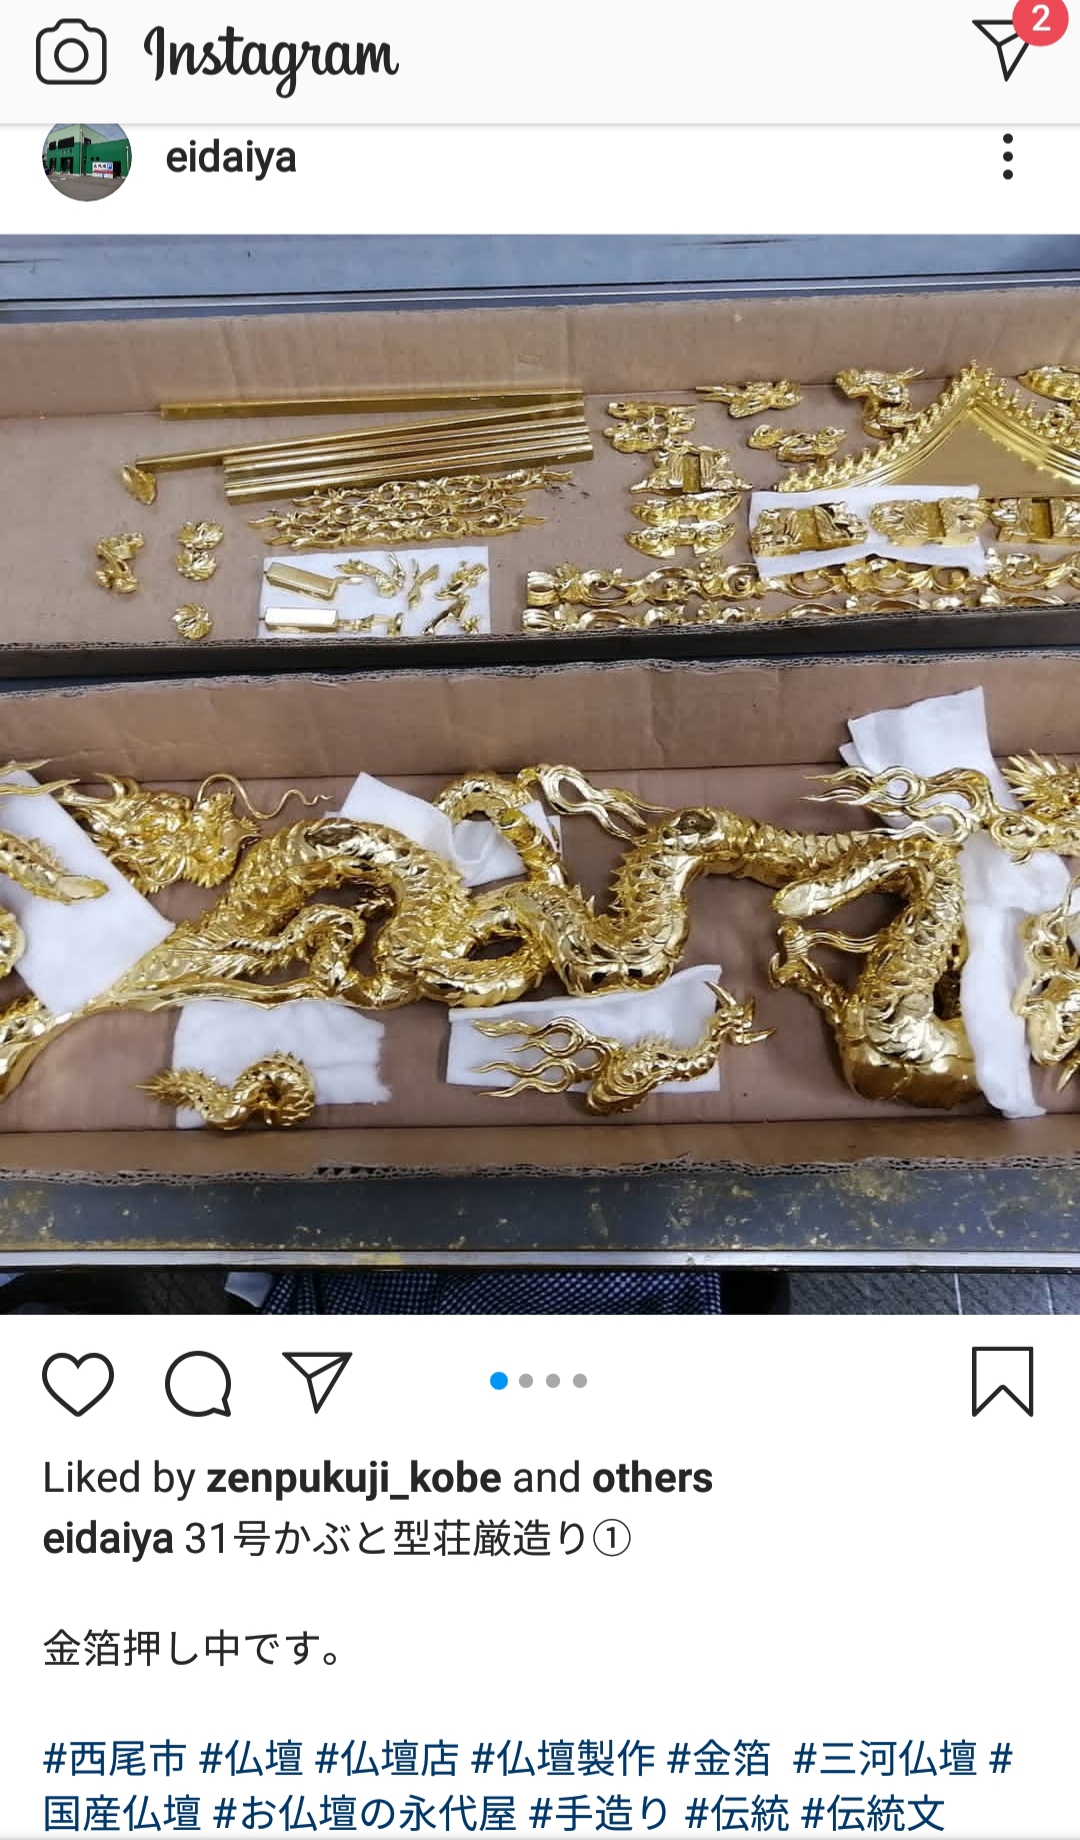 Instagram
2
eidaiya
Liked by zenpukuji_kobe and others
eidaiya 31号かぶと型荘厳造り①
金箔押し中です。
#西尾市 #仏壇 #仏壇店 #仏壇製作 #金箔 #三河仏壇 #
国産仏壇 #お仏壇の永代屋 #手造り #伝統 #伝統文